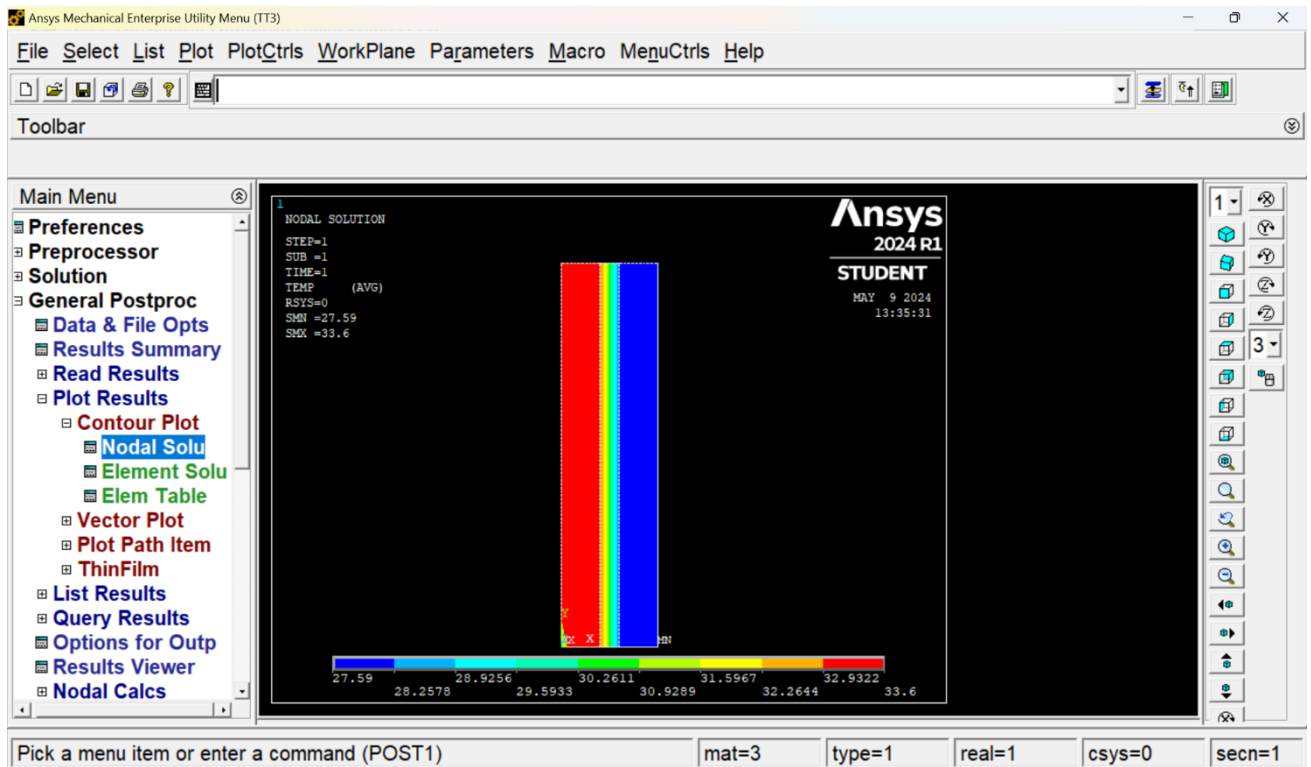 Ansys Mechanical Enterprise Utility Menu (TT3)
File Select List Plot PlotCtrls WorkPlane Parameters Macro MenuCtrls Help
Toolbar
Main Menu
Preferences
Preprocessor
Solution
General Postproc
Data & File Opts
Results Summary
Read Results
Plot Results
Contour Plot
Nodal Solu
Element Solu
Elem Table
Vector Plot
Plot Path Item
ThinFilm
List Results
Query Results
Options for Outp
Results Viewer
Nodal Calcs
1
NODAL SOLUTION
STEP=1
SUB =1
TIME=1
TEMP (AVG)
RSYS=0
SMN =27.59
SMX =33.6
Ansys
2024 R1
STUDENT
MAY 9 2024
13:35:31
Y
X
MN
27.59 28.9256 30.2611 31.5967 32.9322
28.2578 29.5933 30.9289 32.2644 33.6
1
3
Pick a menu item or enter a command (POST1) mat=3 type=1 real=1 csys=0 secn=1